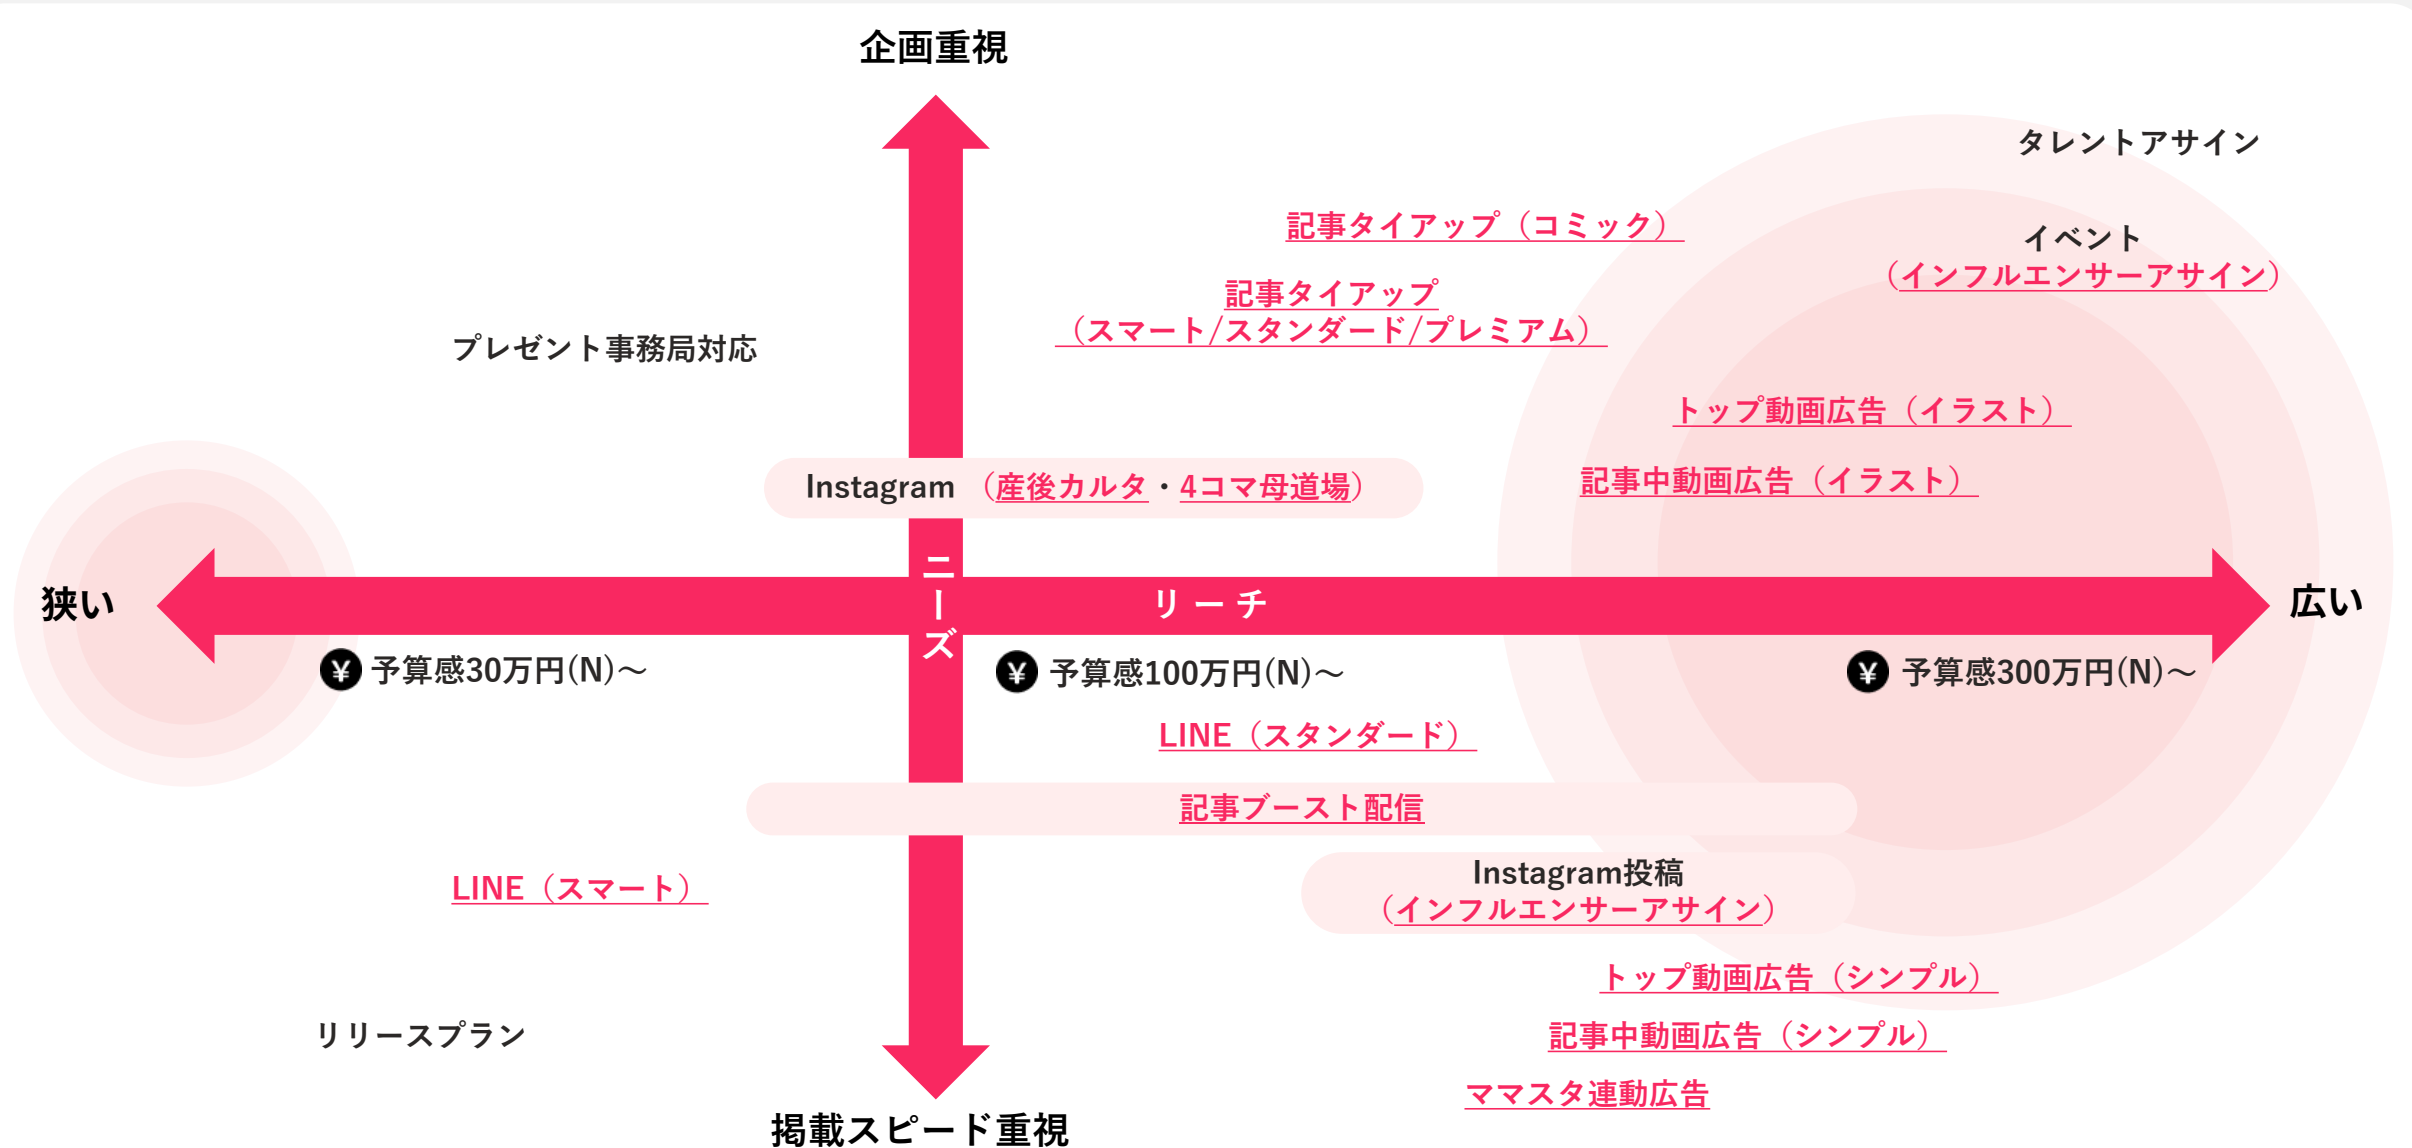 企画重視
タレントアサイン
記事タイアップ（コミック）
イベント
（インフルエンサーアサイン）
記事タイアップ
（スマート/スタンダード/プレミアム）
プレゼント事務局対応
トップ動画広告（イラスト）
記事中動画広告（イラスト）
Instagram （産後カルタ・4コマ母道場）
ニーズ
狭い
リーチ
広い
¥ 予算感30万円(N)～
¥ 予算感100万円(N)～
¥ 予算感300万円(N)～
LINE（スタンダード）
記事ブースト配信
LINE（スマート）
Instagram投稿
（インフルエンサーアサイン）
トップ動画広告（シンプル）
リリースプラン
記事中動画広告（シンプル）
ママスタ連動広告
掲載スピード重視